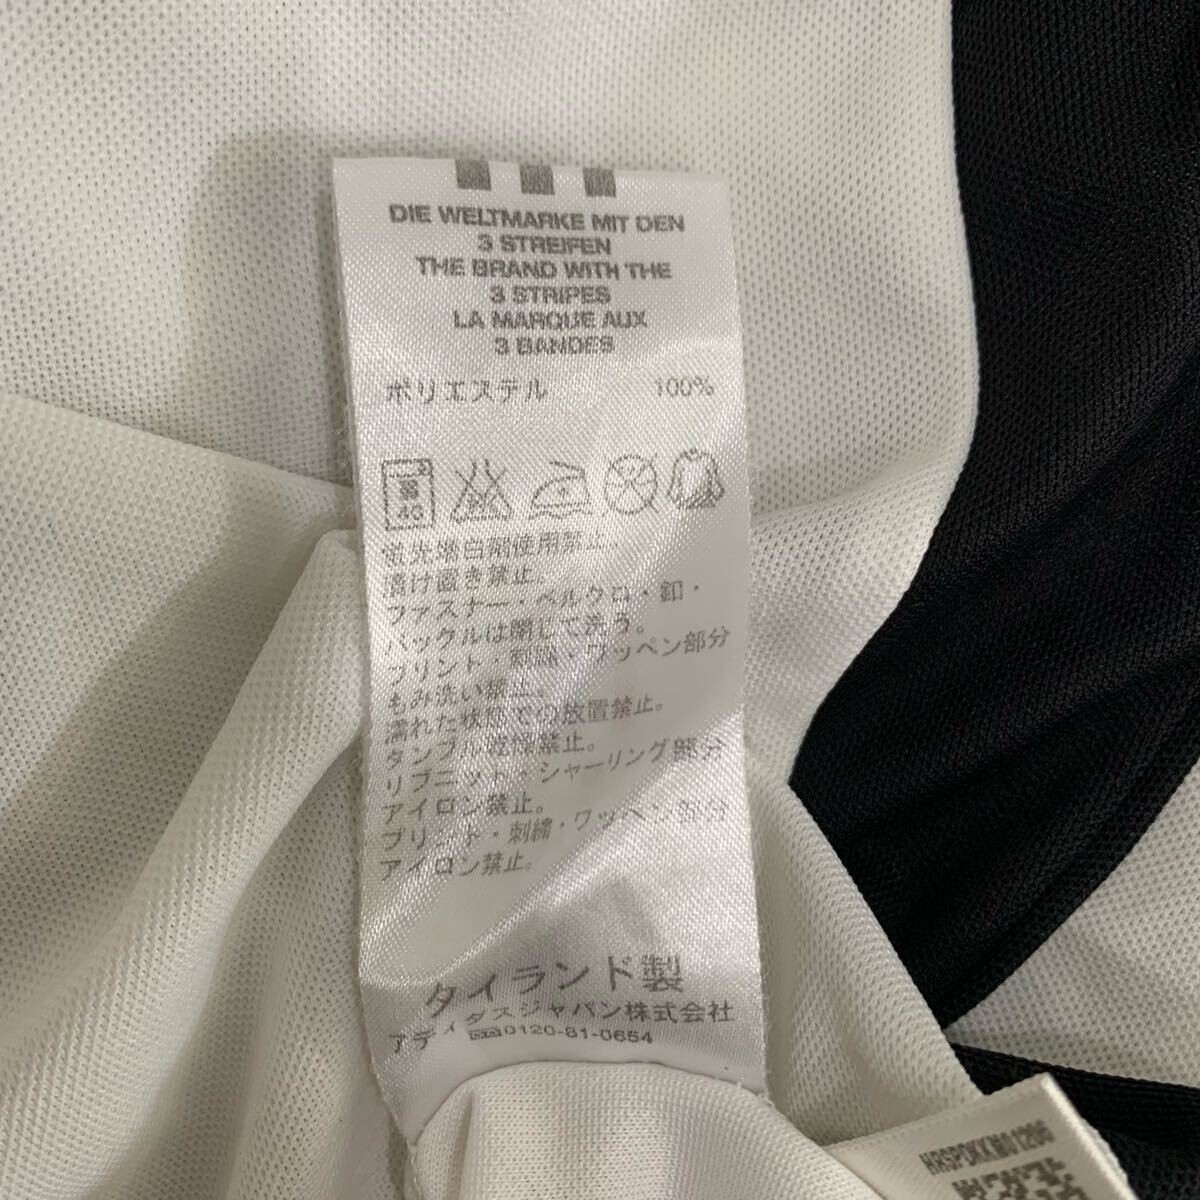 DIE WELTMARKE MIT DEN
3 STREIFEN
THE BRAND WITH THE
3 STRIPES
LA MARQUE AUX
3 BANDES
ポリエステル 100%
40
蛍光増白剤使用禁止。
漬け置き禁止。
ファスナー・ベルクロ・釦・
バックルは閉じて洗う。
プリント・刺繍・ワッペン部分
もみ洗い禁止。
濡れた状態での放置禁止。
タンブル乾燥禁止。
リブニット・シャーリング部分
アイロン禁止。
プリント・刺繍・ワッペン部分
アイロン禁止。
タイランド製
アディダスジャパン株式会社
0120-81-0654